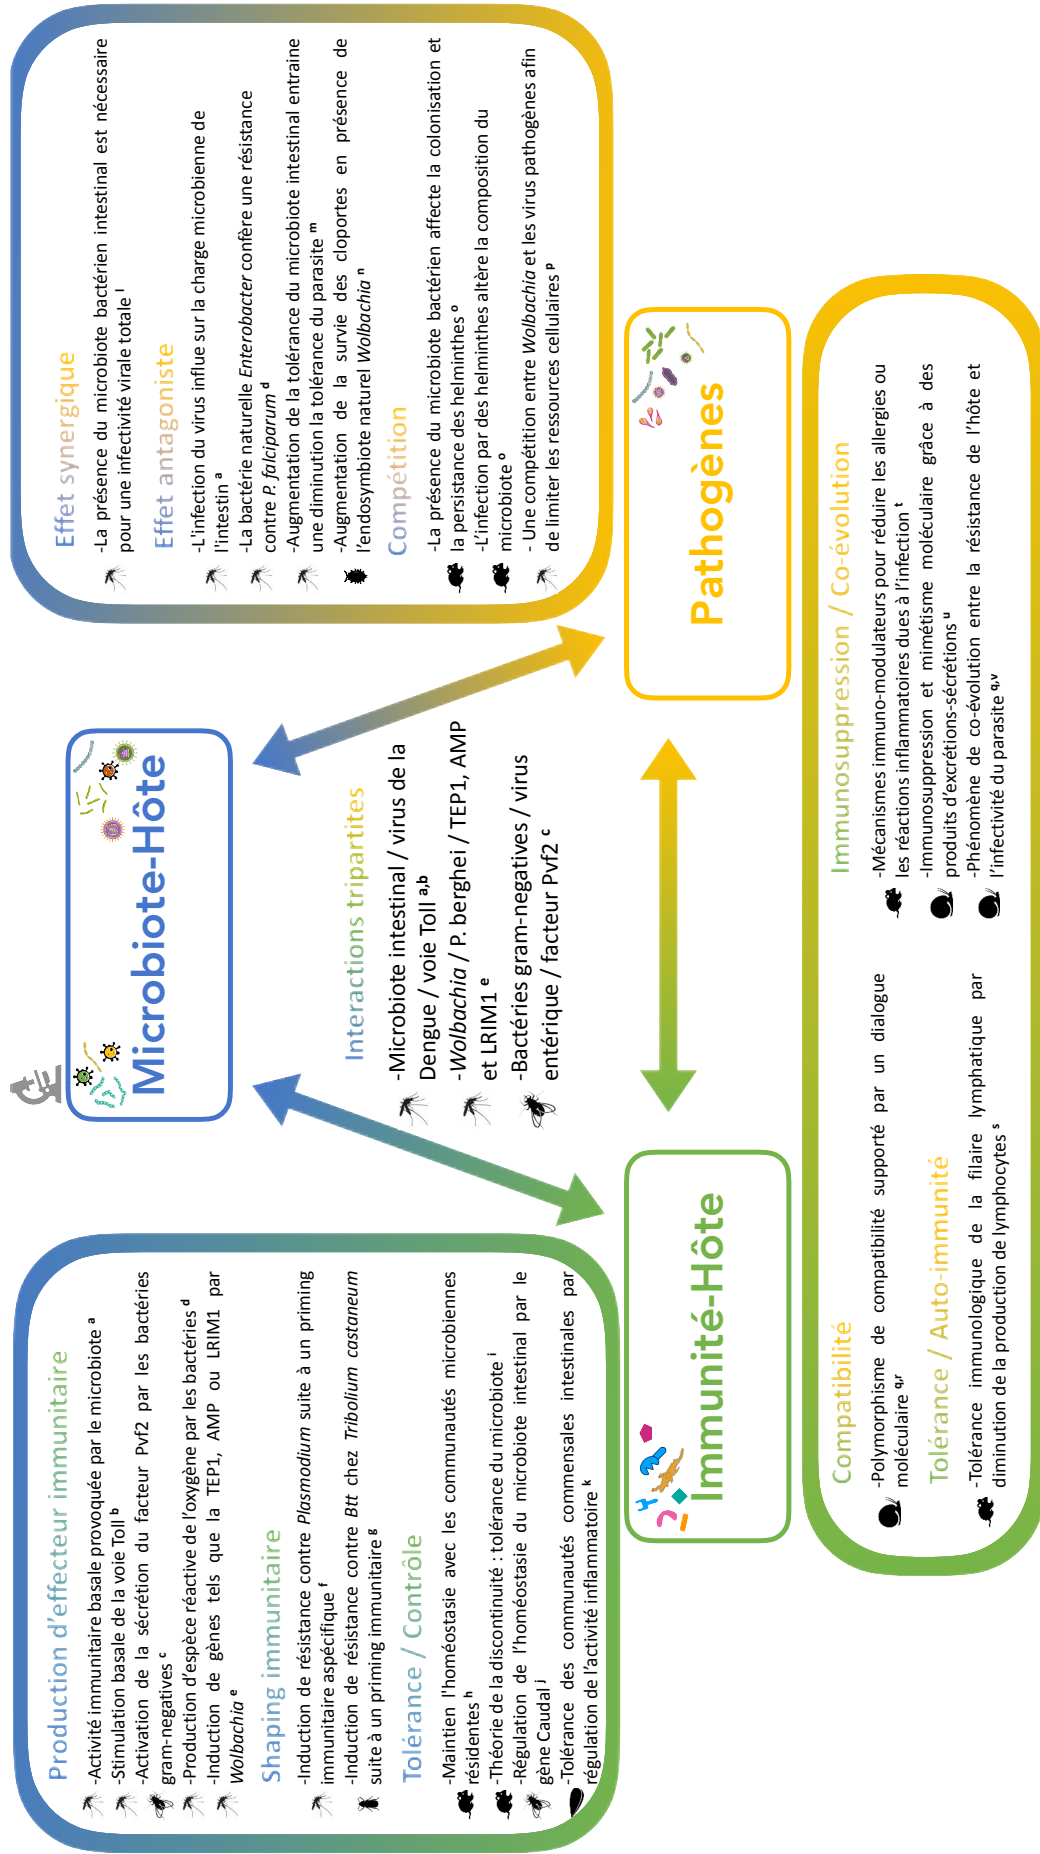 Production d'effecteur immunitaire
-Activité immunitaire basale provoquée par le microbiote a
-Stimulation basale de la voie Toll b
-Activation de la sécrétion du facteur Pvf2 par les bactéries
gram-negatives c
-Production d'espèce réactive de l'oxygène par les bactéries d
-Induction de gènes tels que la TEP1, AMP ou LRIM1 par
Wolbachia e
Shaping immunitaire
-Induction de résistance contre Plasmodium suite à un priming
immunitaire aspécifique f
-Induction de résistance contre Btt chez Tribolium castaneum
suite à un priming immunitaire g
Tolérance / Contrôle
-Maintien l'homéostasie avec les communautés microbiennes
résidentes h
-Théorie de la discontinuité : tolérance du microbiote i
-Régulation de l'homéostasie du microbiote intestinal par le
gène Caudal j
-Tolérance des communautés commensales intestinales par
régulation de l'activité inflammatoire k
Microbiote-Hôte
Interactions tripartites
-Microbiote intestinal / virus de la
Dengue / voie Toll a,b
-Wolbachia / P. berghei / TEP1, AMP
et LRIM1 e
-Bactéries gram-negatives / virus
entérique / facteur Pvf2 c
Effet synergique
-La présence du microbiote bactérien intestinal est nécessaire
pour une infectivité virale totale l
Effet antagoniste
-L'infection du virus influe sur la charge microbienne de
l'intestin a
-La bactérie naturelle Enterobacter confère une résistance
contre P. falciparum d
-Augmentation de la tolérance du microbiote intestinal entraine
une diminution la tolérance du parasite m
-Augmentation de la survie des cloportes en présence de
l'endosymbiote naturel Wolbachia n
Compétition
-La présence du microbiote bactérien affecte la colonisation et
la persistance des helminthes o
-L'infection par des helminthes altère la composition du
microbiote o
- Une compétition entre Wolbachia et les virus pathogènes afin
de limiter les ressources cellulaires p
Immunité-Hôte
Pathogènes
Compatibilité
-Polymorphisme de compatibilité supporté par un dialogue
moléculaire q,r
Tolérance / Auto-immunité
-Tolérance immunologique de la filaire lymphatique par
diminution de la production de lymphocytes s
Immunosuppression / Co-évolution
-Mécanismes immuno-modulateurs pour réduire les allergies ou
les réactions inflammatoires dues à l'infection t
-Immunosuppression et mimétisme moléculaire grâce à des
produits d'excrétions-sécrétions u
-Phénomène de co-évolution entre la résistance de l'hôte et
l'infectivité du parasite q,v